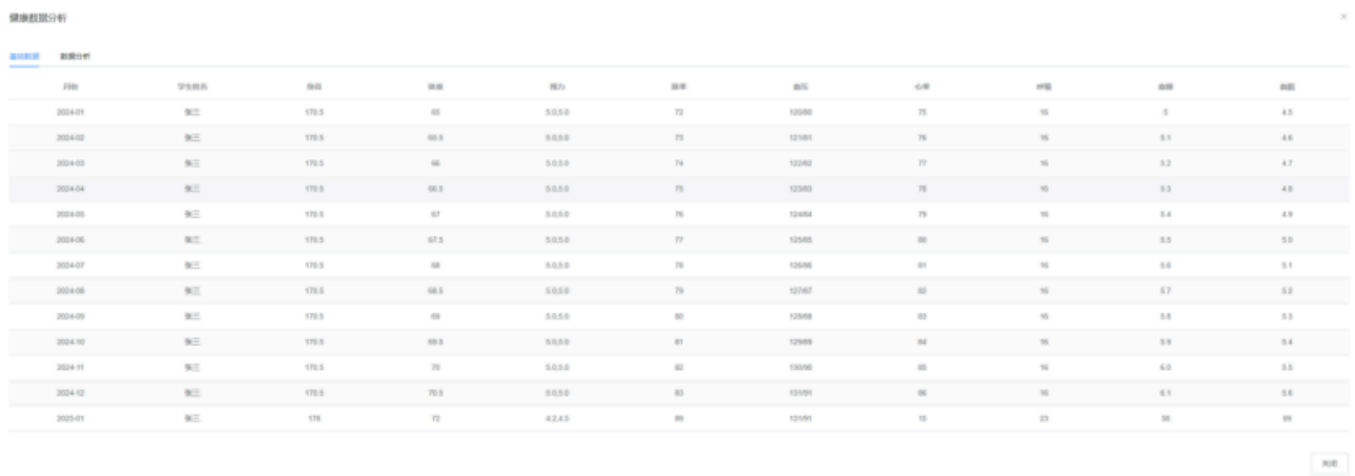 健康数据分析 ×
基础数据 数据分析
月份 学生姓名 身高 体重 视力 脉率 血压 心率 呼吸 血糖 血脂
2024-01 张三 170.5 65 5.0,5.0 72 120/80 75 16 5 4.5
2024-02 张三 170.5 65.5 5.0,5.0 73 121/81 76 16 5.1 4.6
2024-03 张三 170.5 66 5.0,5.0 74 122/82 77 16 5.2 4.7
2024-04 张三 170.5 66.5 5.0,5.0 75 123/83 78 16 5.3 4.8
2024-05 张三 170.5 67 5.0,5.0 76 124/84 79 16 5.4 4.9
2024-06 张三 170.5 67.5 5.0,5.0 77 125/85 80 16 5.5 5.0
2024-07 张三 170.5 68 5.0,5.0 78 126/86 81 16 5.6 5.1
2024-08 张三 170.5 68.5 5.0,5.0 79 127/87 82 16 5.7 5.2
2024-09 张三 170.5 69 5.0,5.0 80 128/88 83 16 5.8 5.3
2024-10 张三 170.5 69.5 5.0,5.0 81 129/89 84 16 5.9 5.4
2024-11 张三 170.5 70 5.0,5.0 82 130/90 85 16 6.0 5.5
2024-12 张三 170.5 70.5 5.0,5.0 83 131/91 86 16 6.1 5.6
2025-01 张三 178 72 4.2,4.5 89 131/91 15 23 69
关闭